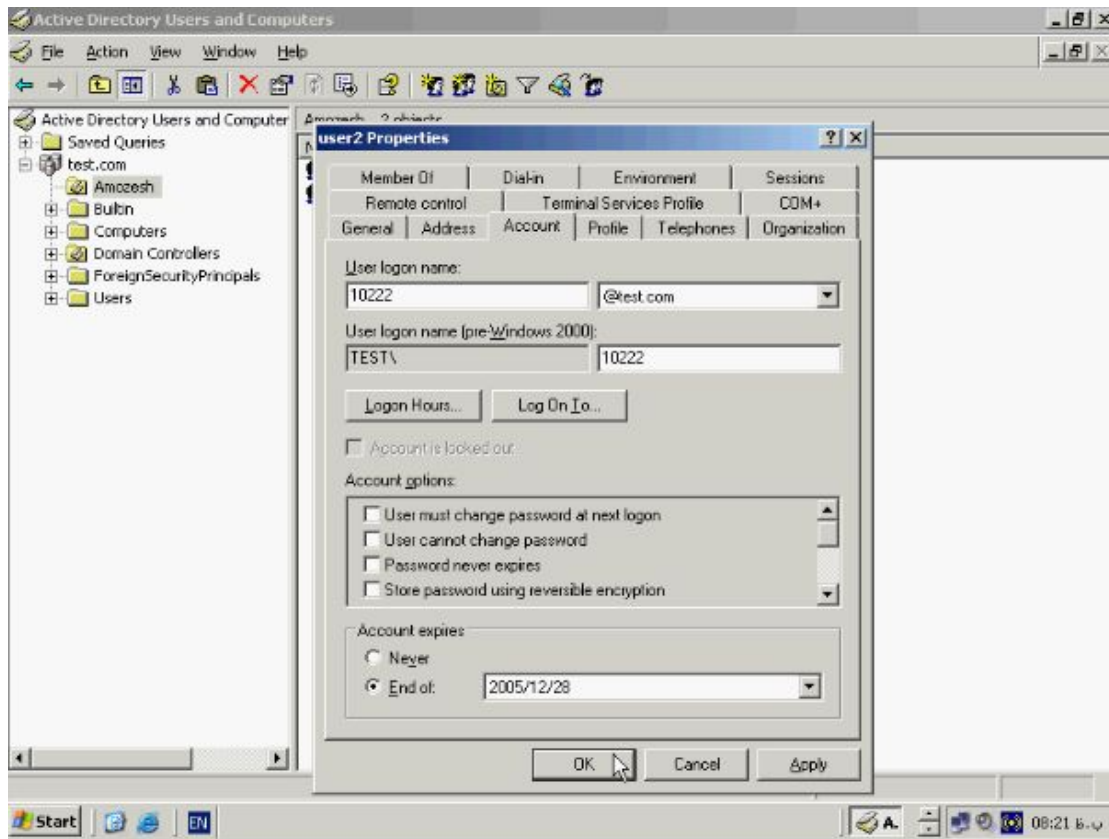 Active Directory Users and Computers
File Action View Window Help
Active Directory Users and Computer
Saved Queries
test.com
Amozesh
Builtin
Computers
Domain Controllers
ForeignSecurityPrincipals
Users
Amozesh 2 objects
user2 Properties
Member Of Dial-in Environment Sessions
Remote control Terminal Services Profile COM+
General Address Account Profile Telephones Organization
User logon name:
10222 @test.com
User logon name (pre-Windows 2000):
TEST\ 10222
Logon Hours... Log On To...
Account is locked out
Account options:
User must change password at next logon
User cannot change password
Password never expires
Store password using reversible encryption
Account expires
Never
End of: 2005/12/28
OK Cancel Apply
Start EN A. 08:21 ب.ظ